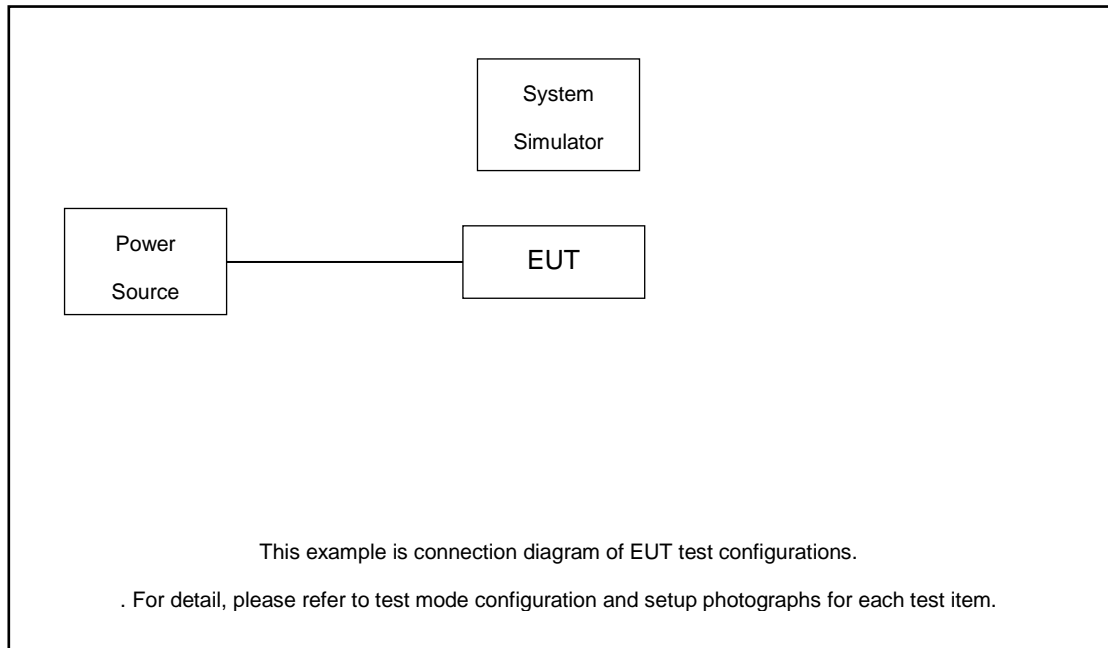 System
Simulator
Power
Source
EUT
This example is connection diagram of EUT test configurations.
. For detail, please refer to test mode configuration and setup photographs for each test item.